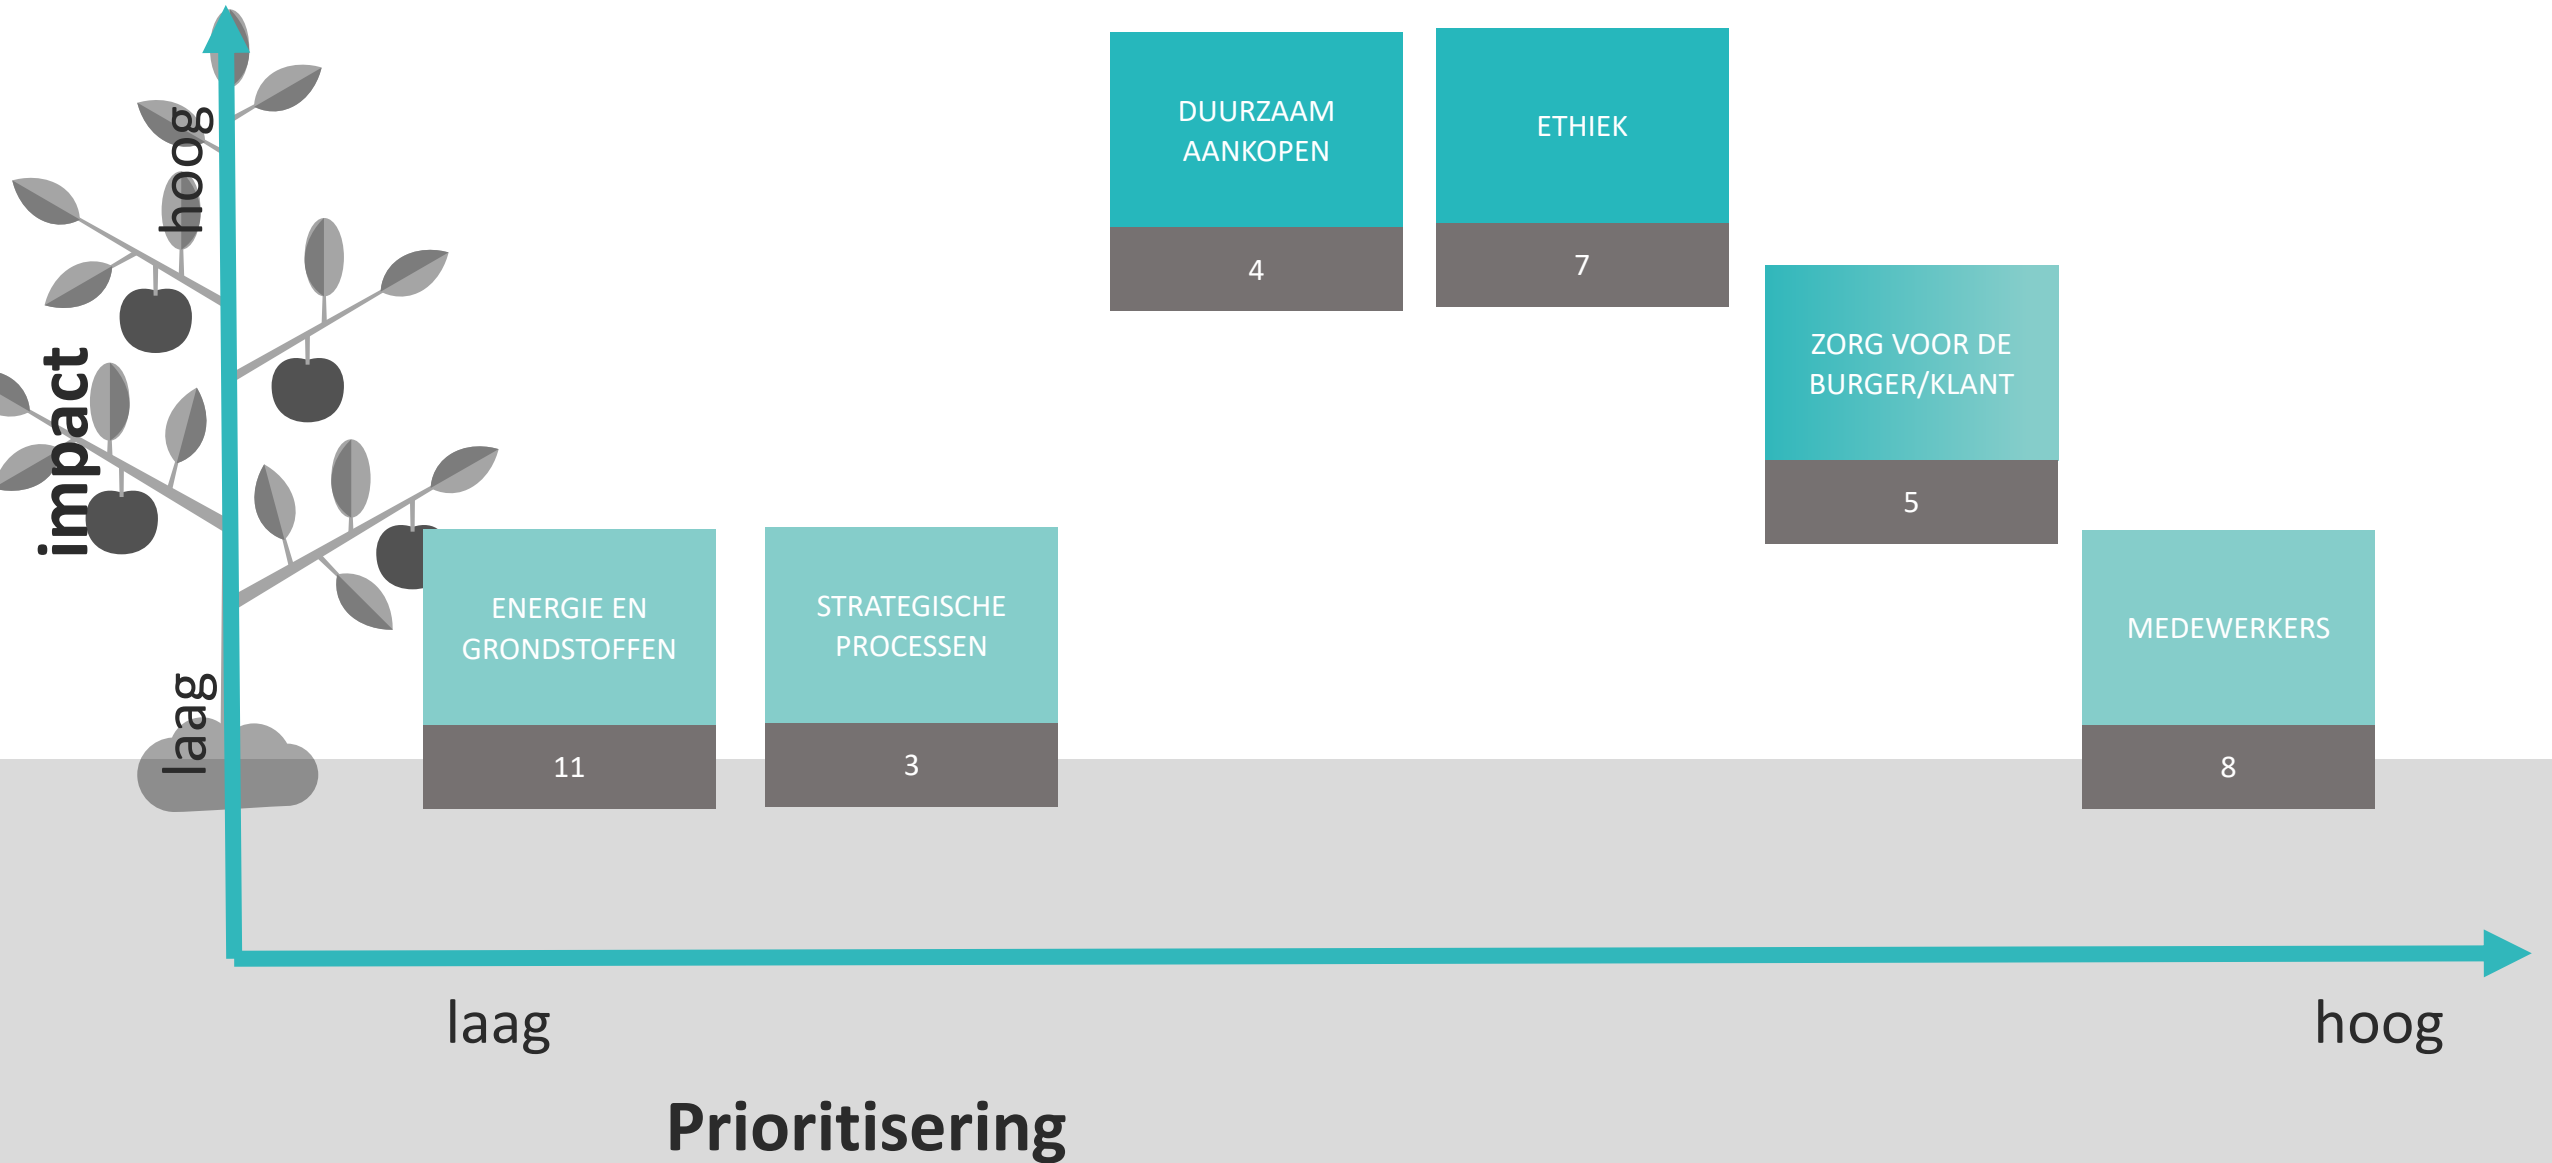 impact
hoog
laag
DUURZAAM
AANKOPEN
4
ETHIEK
7
ZORG VOOR DE
BURGER/KLANT
5
ENERGIE EN
GRONDSTOFFEN
11
STRATEGISCHE
PROCESSEN
3
MEDEWERKERS
8
laag
hoog
Prioritisering